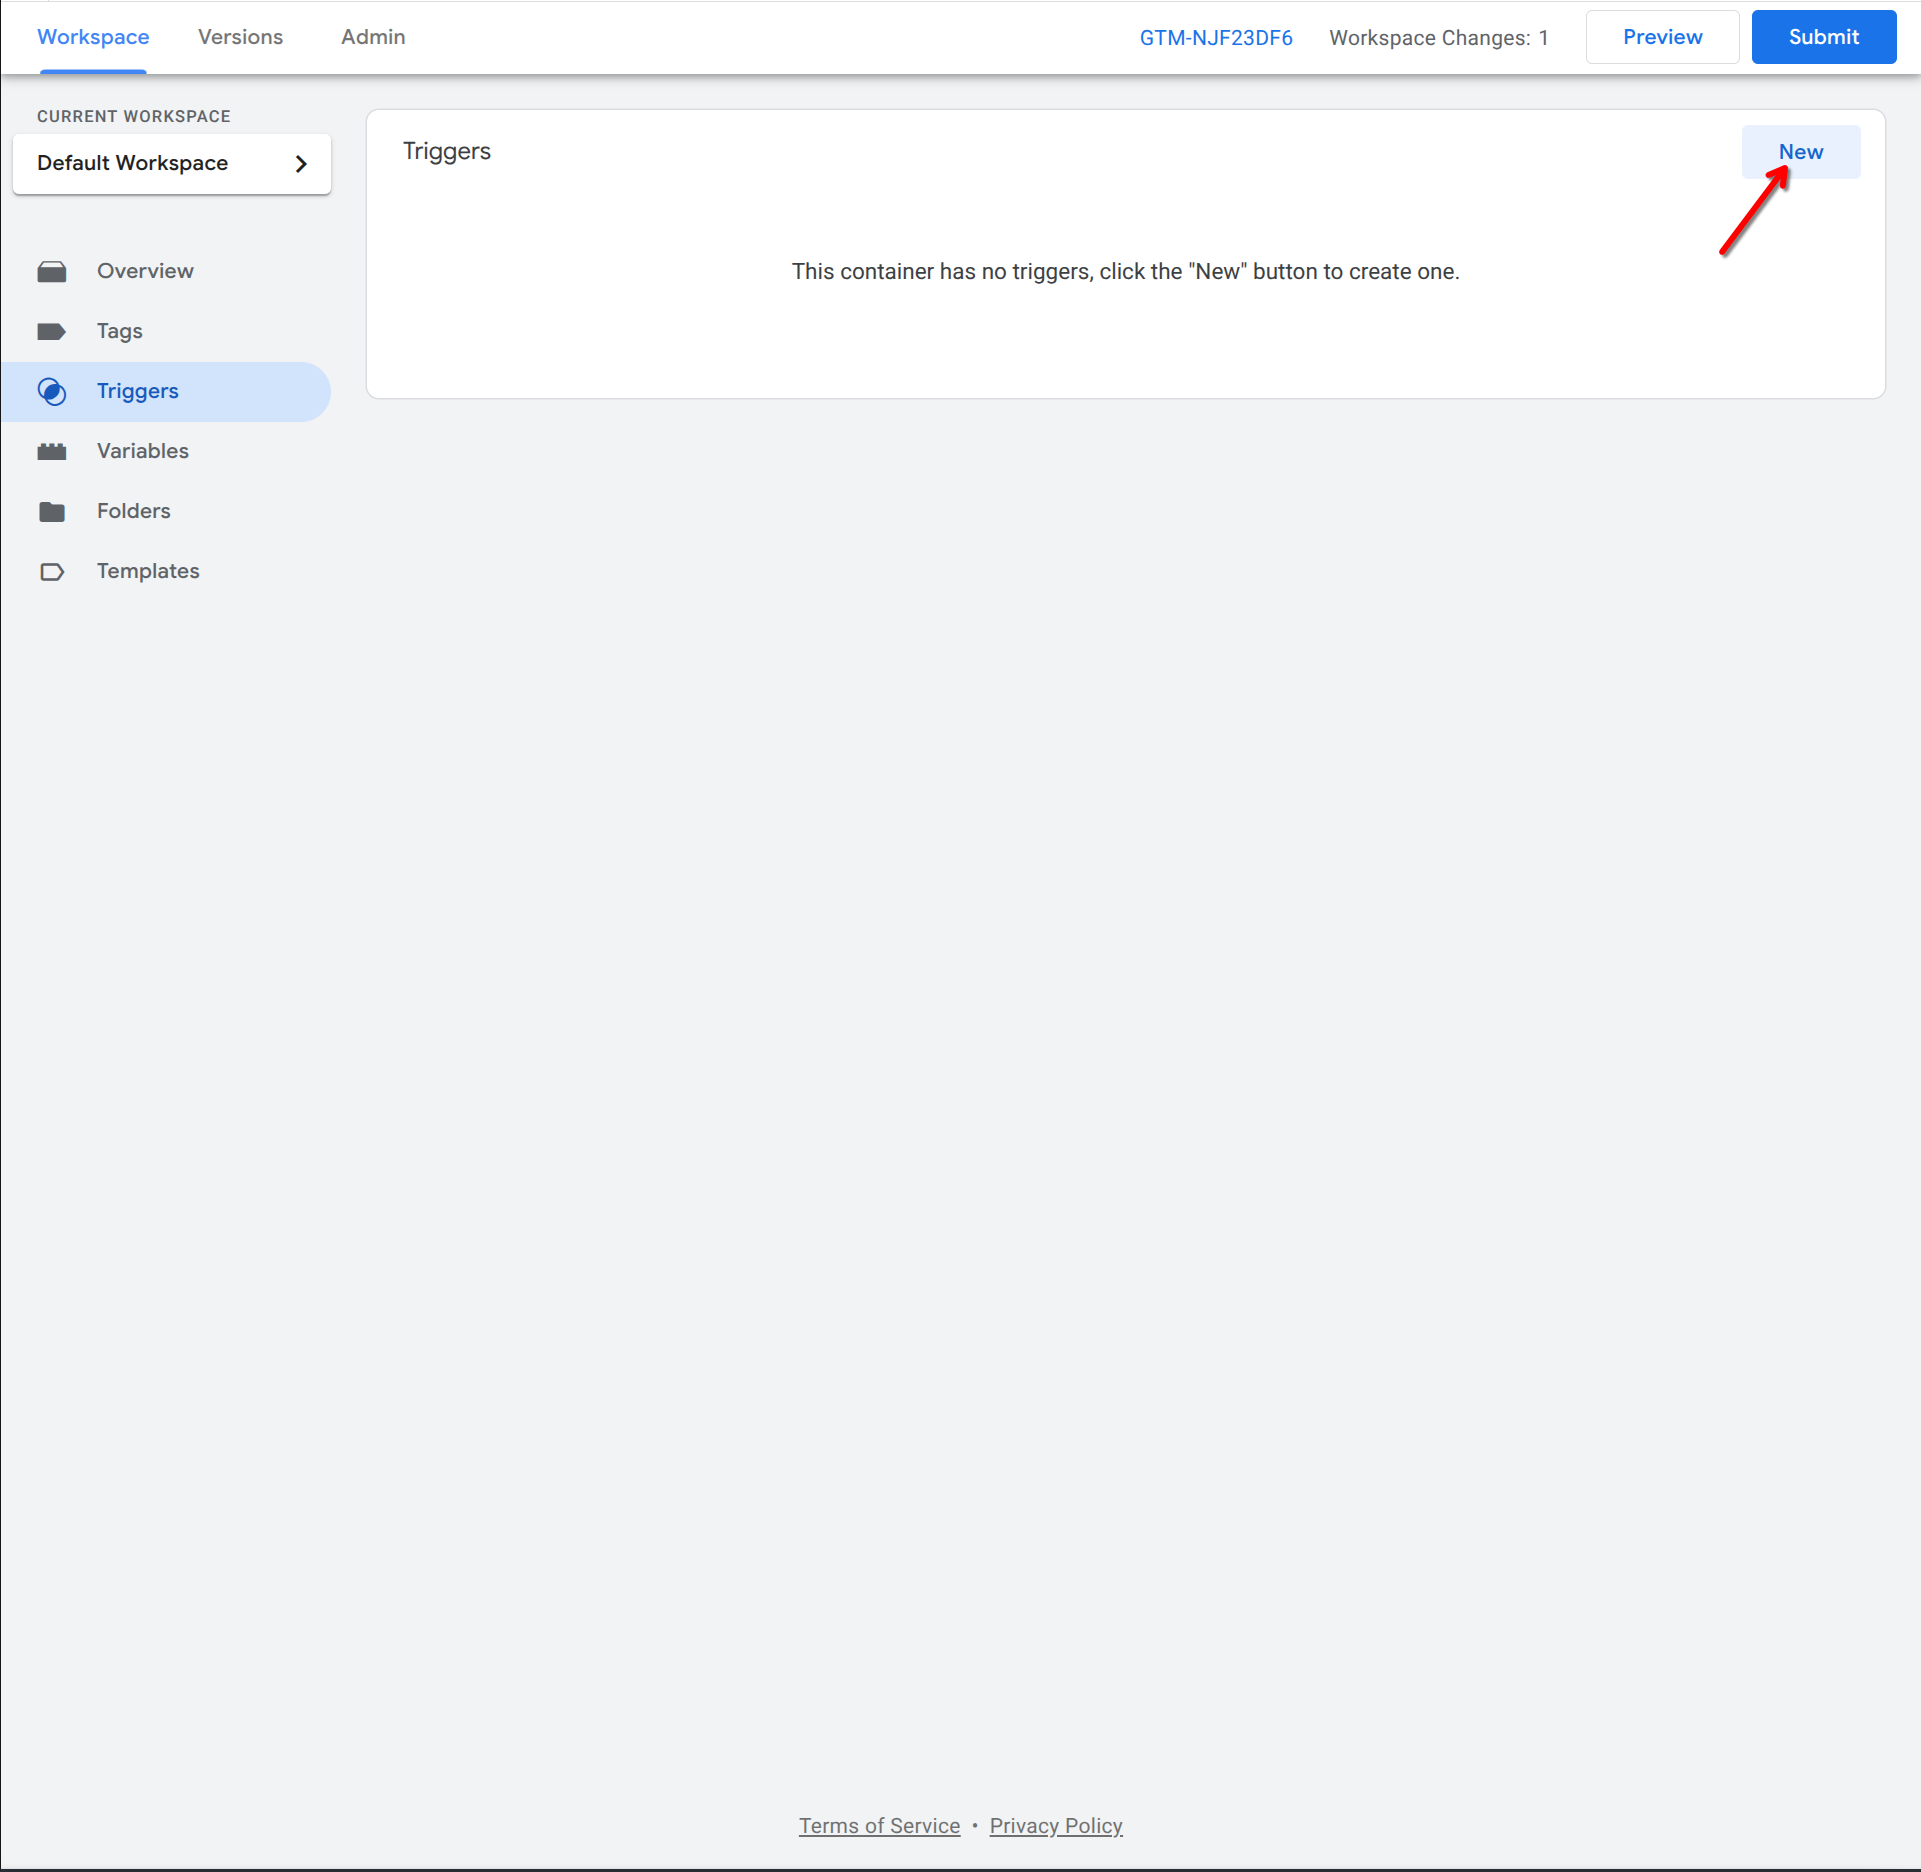 Workspace Versions Admin GTM-NJF23DF6 Workspace Changes: 1 Preview Submit
CURRENT WORKSPACE
Default Workspace
Triggers New
This container has no triggers, click the "New" button to create one.
Overview
Tags
Triggers
Variables
Folders
Templates
Terms of Service • Privacy Policy